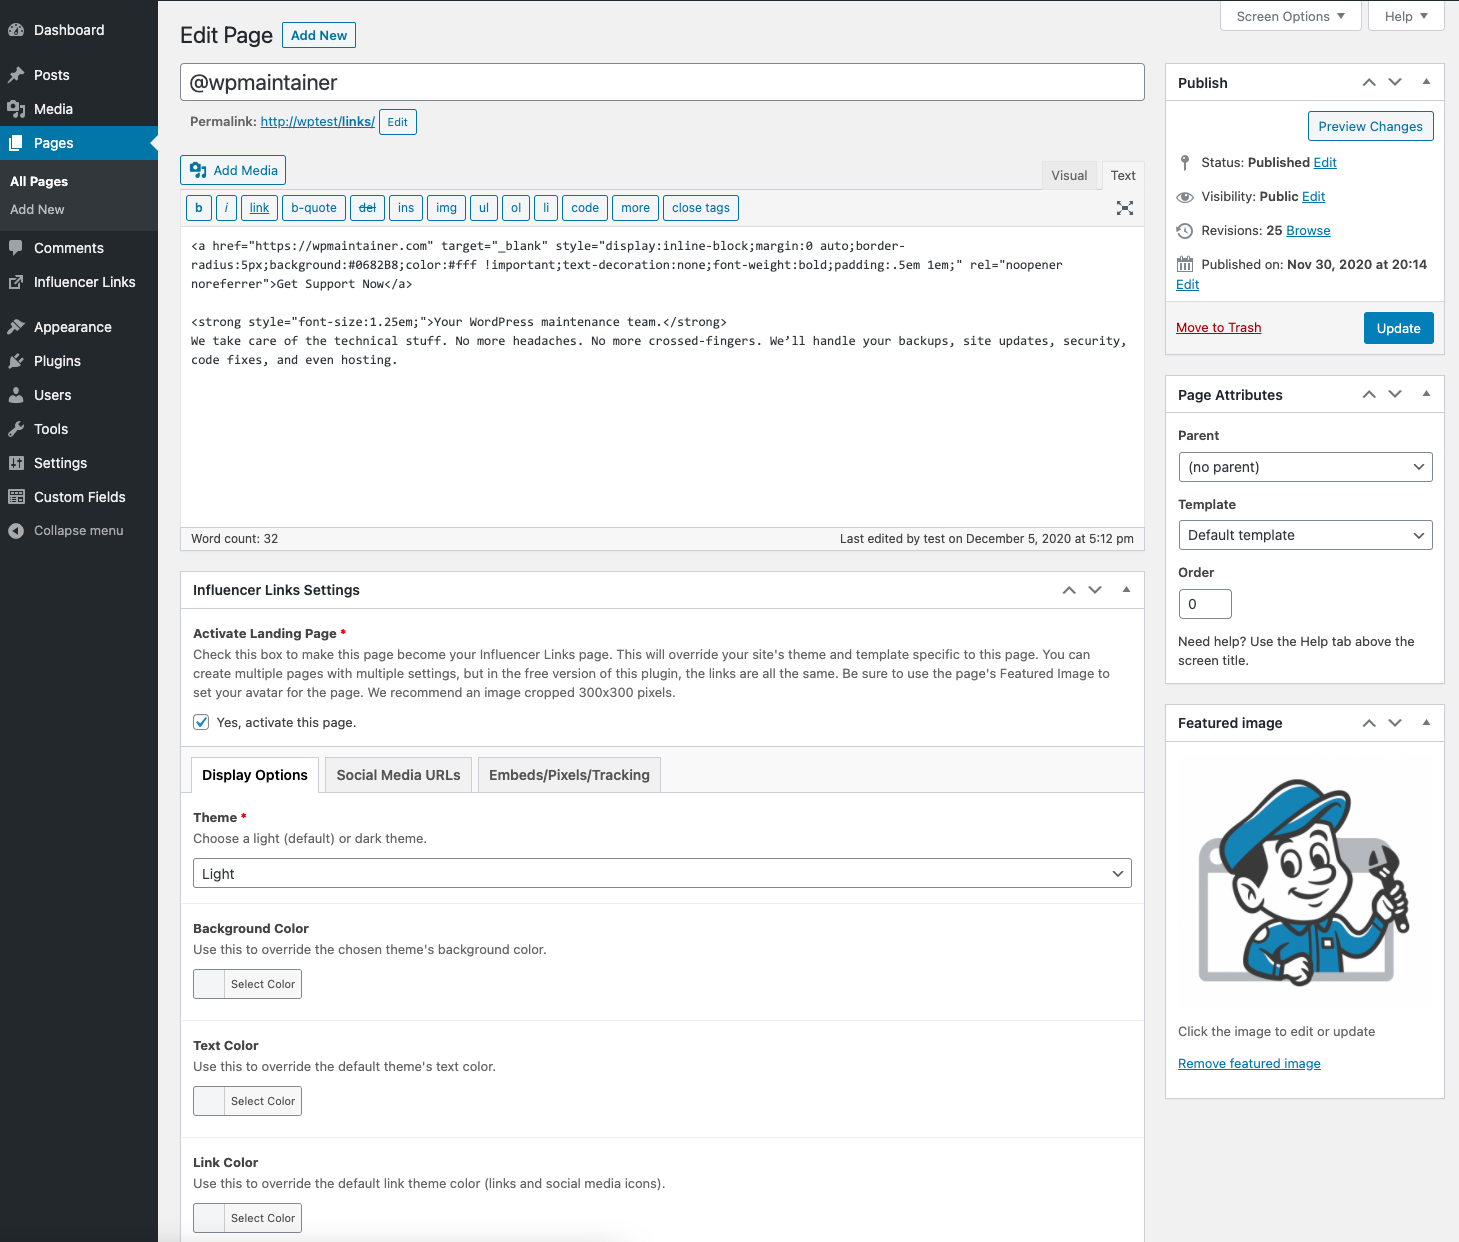 Screen Options
Help
Dashboard
Posts
Media
Pages
All Pages
Add New
Comments
Influencer Links
Appearance
Plugins
Users
Tools
Settings
Custom Fields
Collapse menu
Edit Page
Add New
@wpmaintainer
Permalink: http://wptest/links/ Edit
Add Media
Visual
Text
b
i
link
b-quote
del
ins
img
ul
ol
li
code
more
close tags
<a href="https://wpmaintainer.com" target="_blank" style="display:inline-block;margin:0 auto;border-
radius:5px;background:#0682B8;color:#fff !important;text-decoration:none;font-weight:bold;padding:.5em 1em;" rel="noopener
noreferrer">Get Support Now</a>
<strong style="font-size:1.25em;">Your WordPress maintenance team.</strong>
We take care of the technical stuff. No more headaches. No more crossed-fingers. We’ll handle your backups, site updates, security,
code fixes, and even hosting.
Word count: 32
Last edited by test on December 5, 2020 at 5:12 pm
Influencer Links Settings
Activate Landing Page *
Check this box to make this page become your Influencer Links page. This will override your site's theme and template specific to this page. You can
create multiple pages with multiple settings, but in the free version of this plugin, the links are all the same. Be sure to use the page's Featured Image to
set your avatar for the page. We recommend an image cropped 300x300 pixels.
Yes, activate this page.
Display Options
Social Media URLs
Embeds/Pixels/Tracking
Theme *
Choose a light (default) or dark theme.
Light
Background Color
Use this to override the chosen theme's background color.
Select Color
Text Color
Use this to override the default theme's text color.
Select Color
Link Color
Use this to override the default link theme color (links and social media icons).
Select Color
Publish
Preview Changes
Status: Published Edit
Visibility: Public Edit
Revisions: 25 Browse
Published on: Nov 30, 2020 at 20:14
Edit
Move to Trash
Update
Page Attributes
Parent
(no parent)
Template
Default template
Order
0
Need help? Use the Help tab above the
screen title.
Featured image
Click the image to edit or update
Remove featured image